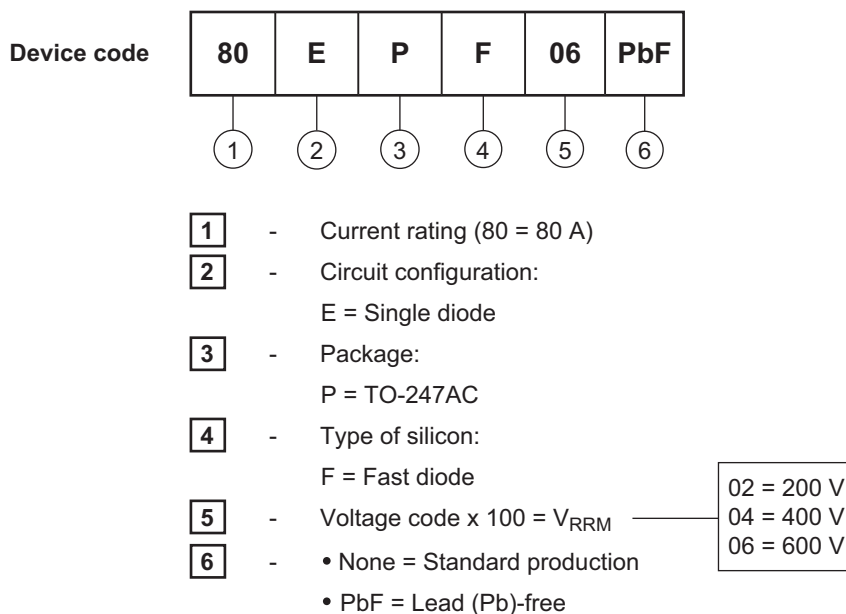 Device code 80 E P F 06 PbF
1 2 3 4 5 6
1 - Current rating (80 = 80 A)
2 - Circuit configuration:
E = Single diode
3 - Package:
P = TO-247AC
4 - Type of silicon:
F = Fast diode
5 - Voltage code x 100 = VRRM
02 = 200 V
04 = 400 V
06 = 600 V
6 - • None = Standard production
• PbF = Lead (Pb)-free